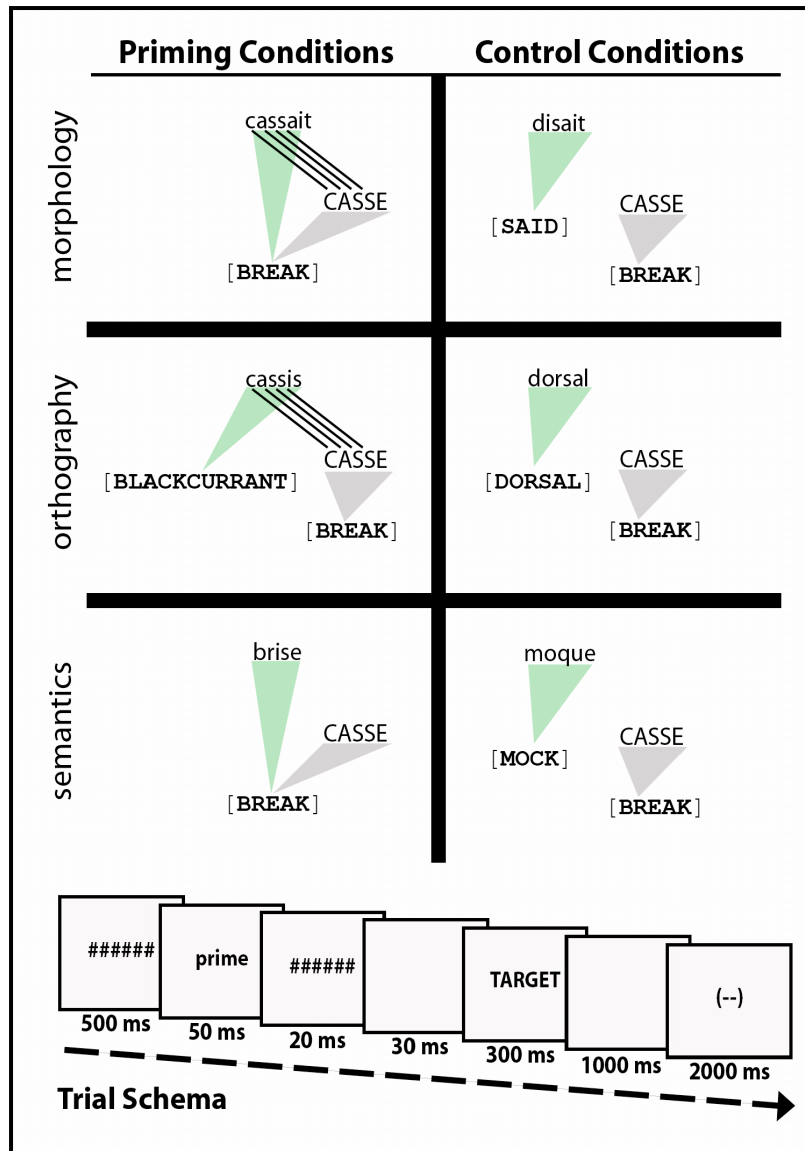 Priming Conditions Control Conditions
morphology
cassait disait
CASSE CASSE
[BREAK] [SAID]
[BREAK]
orthography
cassis dorsal
CASSE CASSE
[BLACKCURRANT] [DORSAL]
[BREAK] [BREAK]
semantics
brise moque
CASSE CASSE
[BREAK] [MOCK]
[BREAK]
###### prime ###### TARGET (--)
500 ms 50 ms 20 ms 30 ms 300 ms 1000 ms 2000 ms
Trial Schema